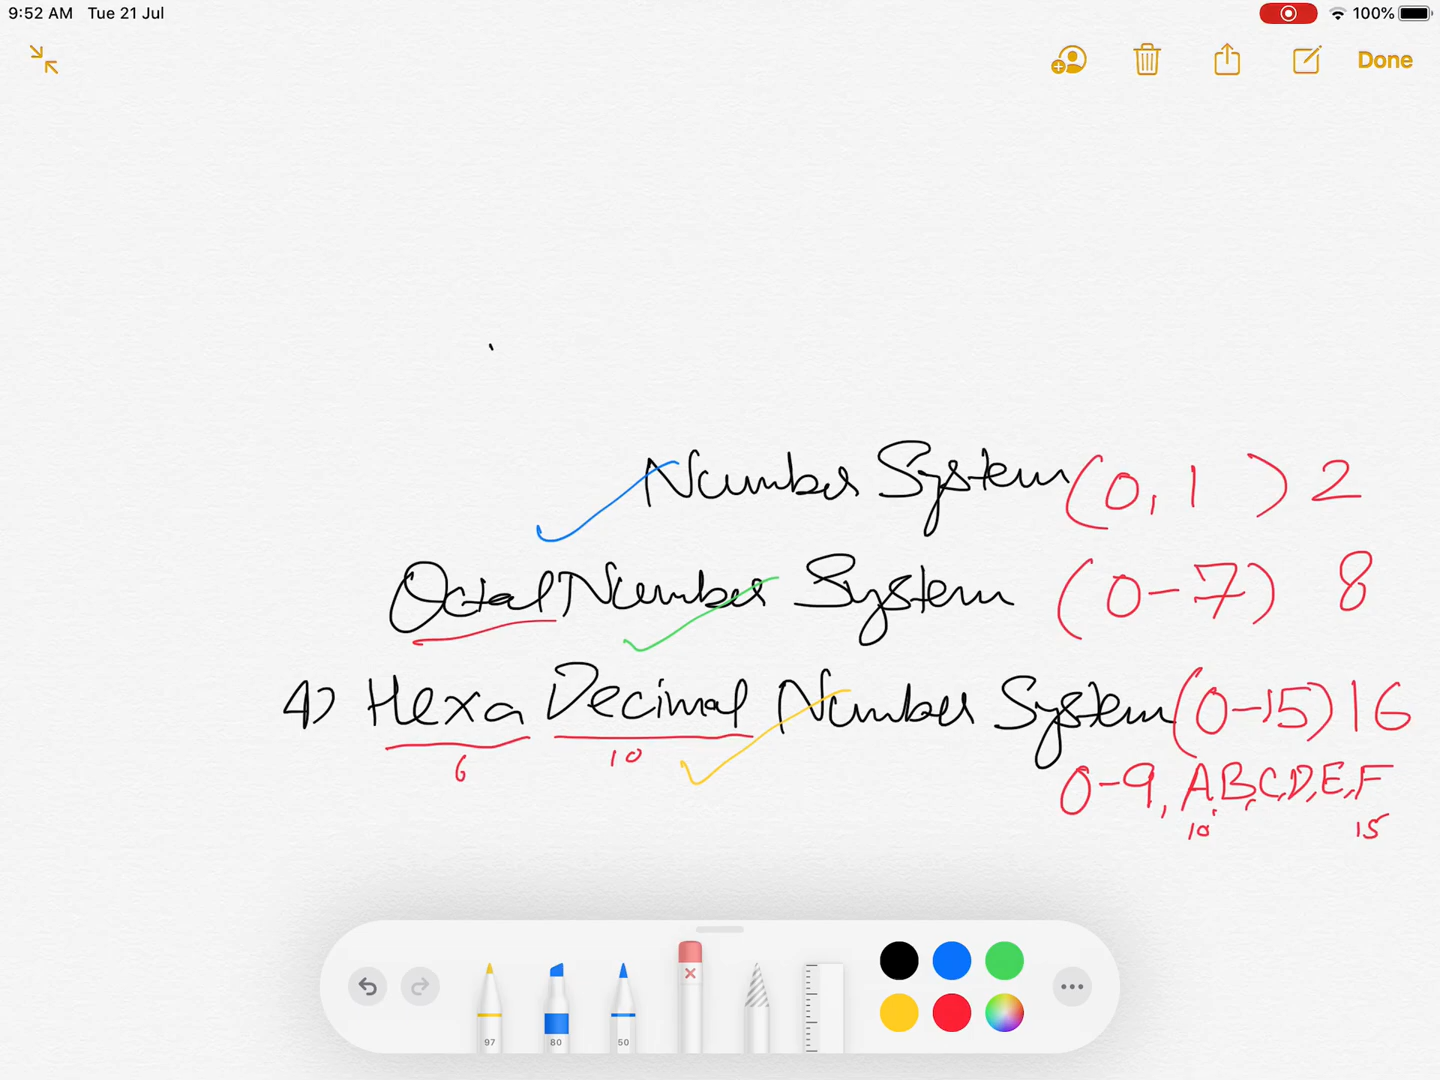 9:52 AM Tue 21 Jul 100%
Done
Number System (0, 1 ) 2
Octal Number System (0-7) 8
4) Hexa Decimal Number System (0-15) 16
6 10
0-9, A,B,C,D,E,F
10 15
97 80 50